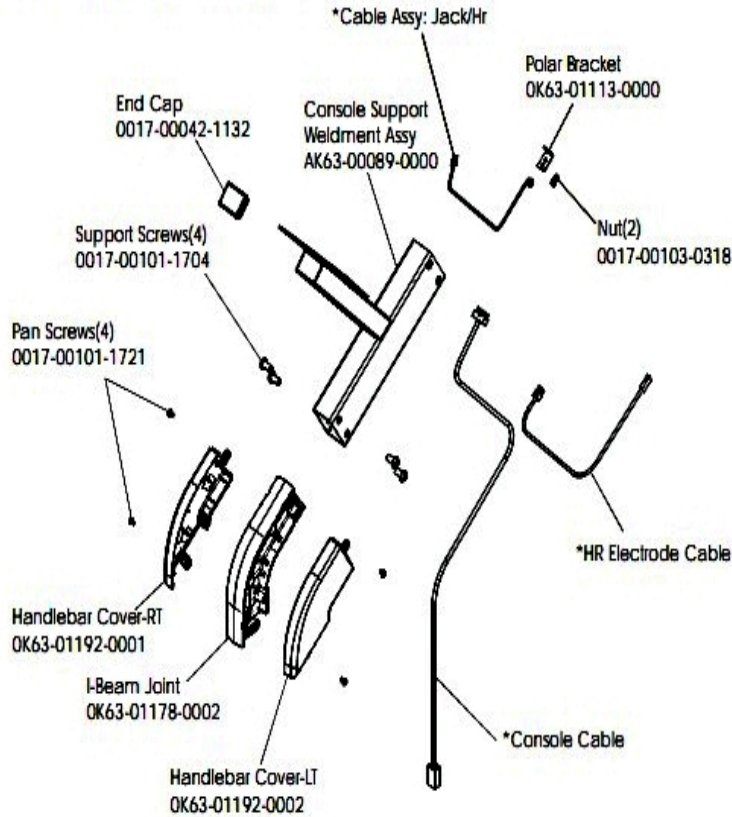 *Cable Assy: Jack/Hr
Polar Bracket
0K63-01113-0000
End Cap
0017-00042-1132
Console Support
Weldment Assy
AK63-00089-0000
Nut(2)
0017-00103-0318
Support Screws(4)
0017-00101-1704
Pan Screws(4)
0017-00101-1721
*HR Electrode Cable
Handlebar Cover-RT
0K63-01192-0001
I-Beam Joint
0K63-01178-0002
*Console Cable
Handlebar Cover-LT
0K63-01192-0002